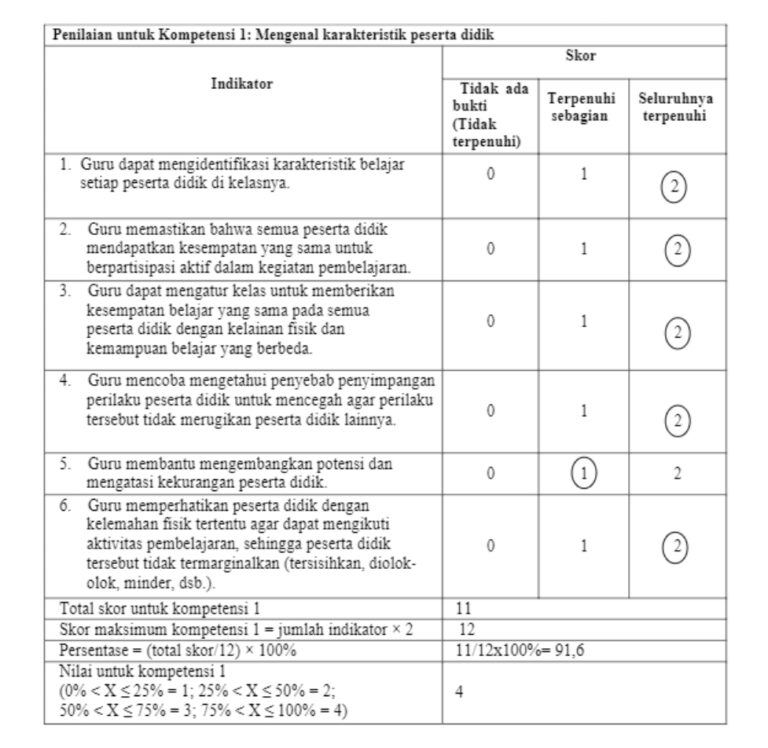 Penilaian untuk Kompetensi 1: Mengenal karakteristik peserta didik
Indikator
Skor
Tidak ada
bukti
(Tidak
terpenuhi)
Terpenuhi
sebagian
Seluruhnya
terpenuhi
1. Guru dapat mengidentifikasi karakteristik belajar
setiap peserta didik di kelasnya.
0 1 2
2. Guru memastikan bahwa semua peserta didik
mendapatkan kesempatan yang sama untuk
berpartisipasi aktif dalam kegiatan pembelajaran.
0 1 2
3. Guru dapat mengatur kelas untuk memberikan
kesempatan belajar yang sama pada semua
peserta didik dengan kelainan fisik dan
kemampuan belajar yang berbeda.
0 1 2
4. Guru mencoba mengetahui penyebab penyimpangan
perilaku peserta didik untuk mencegah agar perilaku
tersebut tidak merugikan peserta didik lainnya.
0 1 2
5. Guru membantu mengembangkan potensi dan
mengatasi kekurangan peserta didik.
0 1 2
6. Guru memperhatikan peserta didik dengan
kelemahan fisik tertentu agar dapat mengikuti
aktivitas pembelajaran, sehingga peserta didik
tersebut tidak termarginalkan (tersisihkan, diolok-
olok, minder, dsb.).
0 1 2
Total skor untuk kompetensi 1 11
Skor maksimum kompetensi 1 = jumlah indikator × 2 12
Persentase = (total skor/12) × 100% 11/12x100%= 91,6
Nilai untuk kompetensi 1
(0% < X ≤ 25% = 1; 25% < X ≤ 50% = 2;
50% < X ≤ 75% = 3; 75% < X ≤ 100% = 4)
4